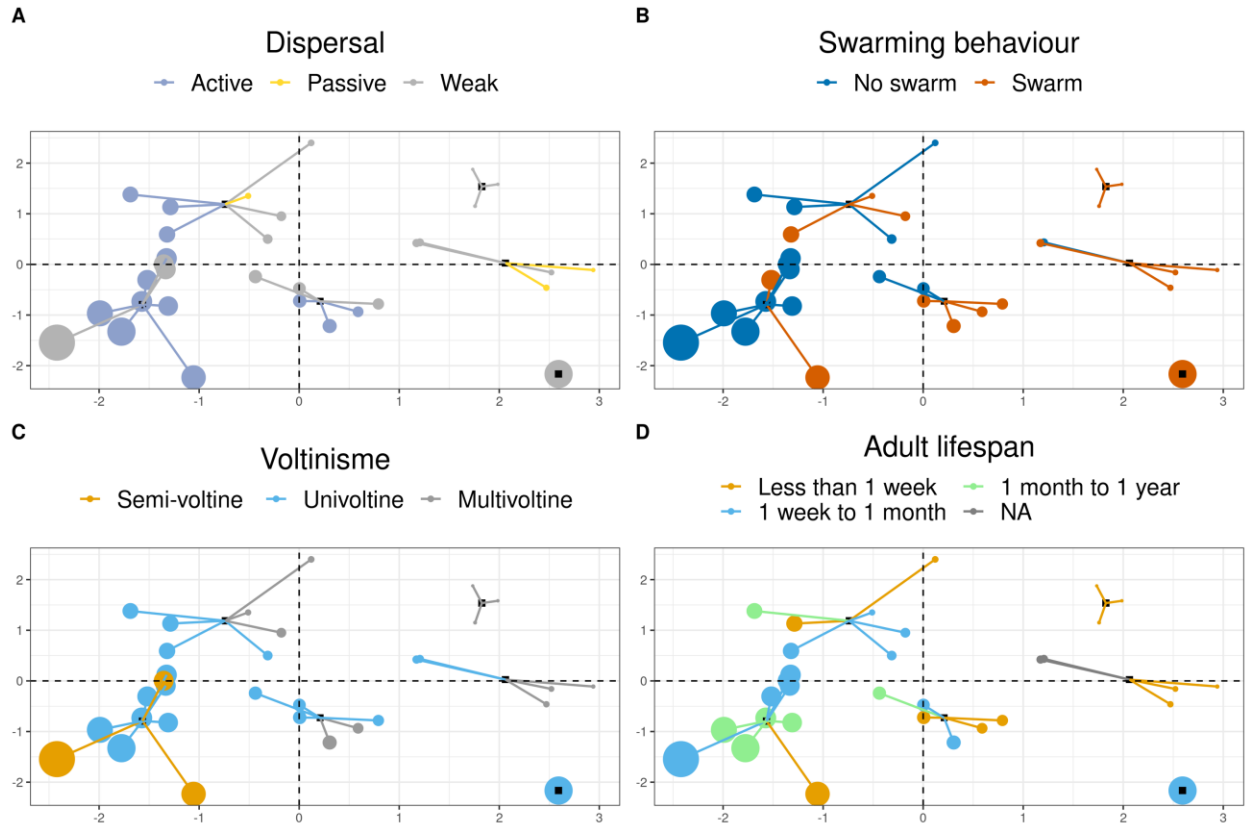 A
Dispersal
Active Passive Weak
2
1
0
-1
-2
-2 -1 0 1 2 3
B
Swarming behaviour
No swarm Swarm
2
1
0
-1
-2
-2 -1 0 1 2 3
C
Voltinisme
Semi-voltine Univoltine Multivoltine
2
1
0
-1
-2
-2 -1 0 1 2 3
D
Adult lifespan
Less than 1 week 1 month to 1 year
1 week to 1 month NA
2
1
0
-1
-2
-2 -1 0 1 2 3